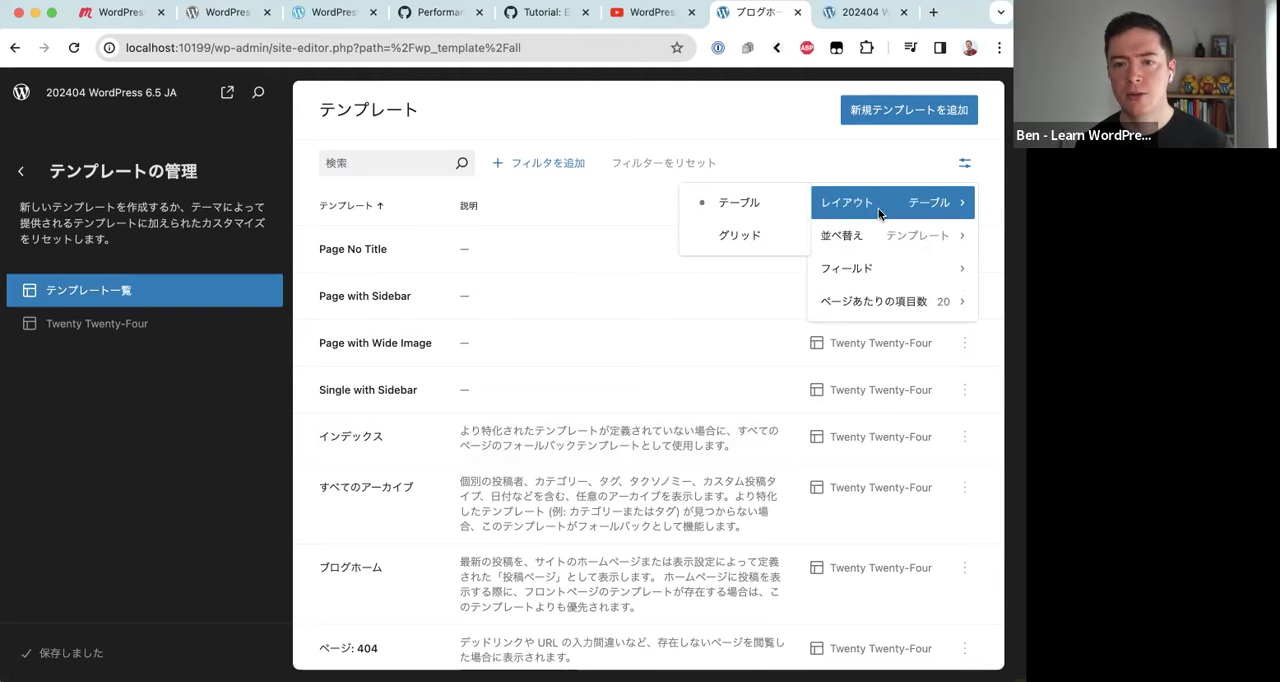 WordPress
WordPres
WordPres
Performan
Tutorial: E
WordPres
ブログホー
202404 W
localhost:10199/wp-admin/site-editor.php?path=%2Fwp_template%2Fall
ABP
202404 WordPress 6.5 JA
テンプレートの管理
新しいテンプレートを作成するか、テーマによって
提供されるテンプレートに加えられたカスタマイズ
をリセットします。
テンプレート一覧
Twenty Twenty-Four
保存しました
テンプレート
新規テンプレートを追加
検索
フィルタを追加
フィルターをリセット
テンプレート ↑
説明
テーブル
グリッド
レイアウト テーブル
並べ替え テンプレート
フィールド
ページあたりの項目数 20
Page No Title
—
Page with Sidebar
—
Page with Wide Image
—
Twenty Twenty-Four
Single with Sidebar
—
Twenty Twenty-Four
インデックス
より特化されたテンプレートが定義されていない場合に、すべての
ページのフォールバックテンプレートとして使用します。
Twenty Twenty-Four
すべてのアーカイブ
個別の投稿者、カテゴリー、タグ、タクソノミー、カスタム投稿タ
イプ、日付などを含む、任意のアーカイブを表示します。より特化
したテンプレート (例: カテゴリーまたはタグ) が見つからない場
合、このテンプレートがフォールバックとして機能します。
Twenty Twenty-Four
ブログホーム
最新の投稿を、サイトのホームページまたは表示設定によって定義
された「投稿ページ」として表示します。 ホームページに投稿を表
示する際に、フロントページのテンプレートが存在する場合は、こ
のテンプレートよりも優先されます。
Twenty Twenty-Four
ページ: 404
デッドリンクや URL の入力間違いなど、存在しないページを閲覧し
た場合に表示されます。
Twenty Twenty-Four
Ben - Learn WordPre...